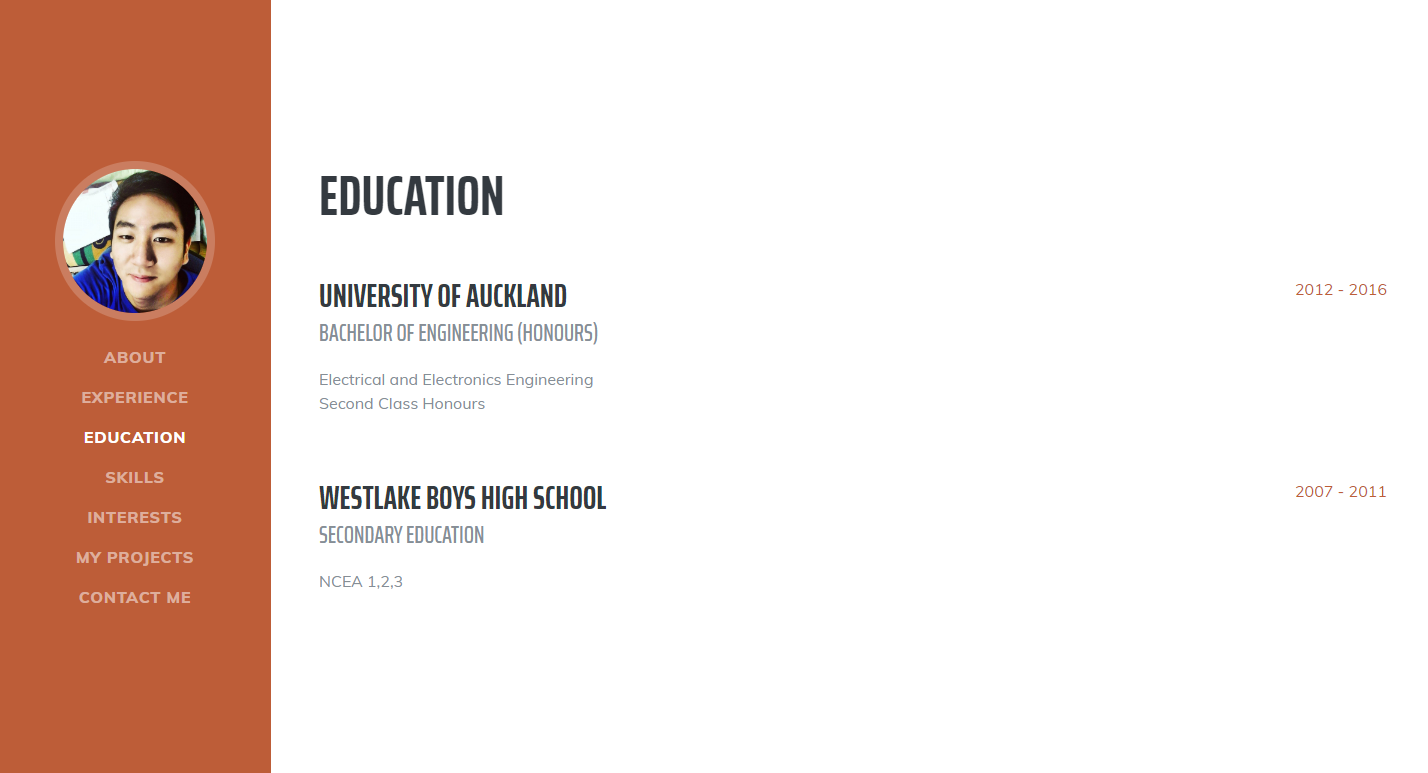 ABOUT
EXPERIENCE
EDUCATION
SKILLS
INTERESTS
MY PROJECTS
CONTACT ME
EDUCATION
UNIVERSITY OF AUCKLAND
2012 - 2016
BACHELOR OF ENGINEERING (HONOURS)
Electrical and Electronics Engineering
Second Class Honours
WESTLAKE BOYS HIGH SCHOOL
2007 - 2011
SECONDARY EDUCATION
NCEA 1,2,3